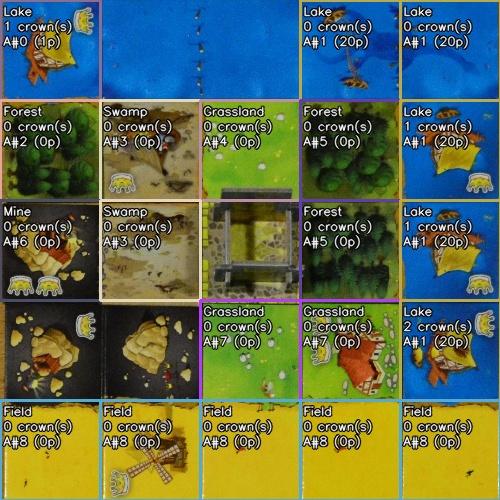 Lake
1 crown(s)
A#0 (1p)
Lake
0 crown(s)
A#1 (20p)
Lake
0 crown(s)
A#1 (20p)
Forest
0 crown(s)
A#2 (0p)
Swamp
0 crown(s)
A#3 (0p)
Grassland
0 crown(s)
A#4 (0p)
Forest
0 crown(s)
A#5 (0p)
Lake
1 crown(s)
A#1 (20p)
Mine
0 crown(s)
A#6 (0p)
Swamp
0 crown(s)
A#3 (0p)
Forest
0 crown(s)
A#5 (0p)
Lake
1 crown(s)
A#1 (20p)
Grassland
0 crown(s)
A#7 (0p)
Grassland
0 crown(s)
A#7 (0p)
Lake
2 crown(s)
A#1 (20p)
Field
0 crown(s)
A#8 (0p)
Field
0 crown(s)
A#8 (0p)
Field
0 crown(s)
A#8 (0p)
Field
0 crown(s)
A#8 (0p)
Field
0 crown(s)
A#8 (0p)